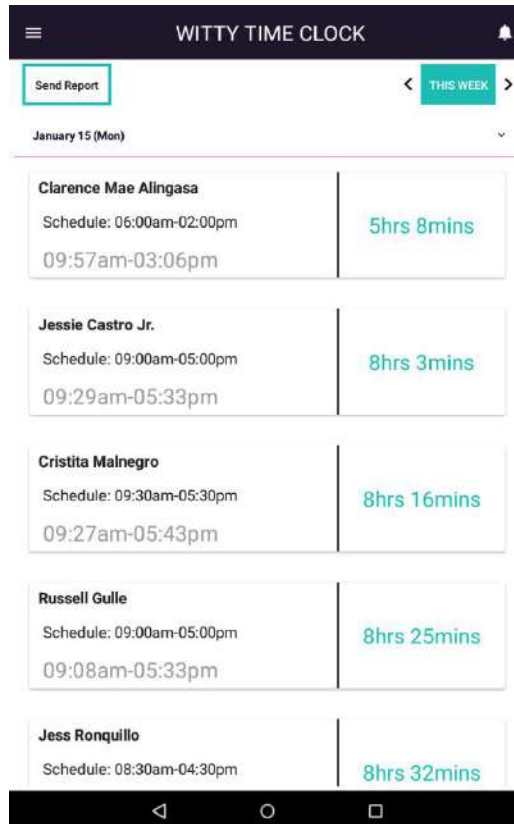 WITTY TIME CLOCK
Send Report
THIS WEEK
January 15 (Mon)
Clarence Mae Alingasa
Schedule: 06:00am-02:00pm
5hrs 8mins
09:57am-03:06pm
Jessie Castro Jr.
Schedule: 09:00am-05:00pm
8hrs 3mins
09:29am-05:33pm
Cristita Malnegro
Schedule: 09:30am-05:30pm
8hrs 16mins
09:27am-05:43pm
Russell Gulle
Schedule: 09:00am-05:00pm
8hrs 25mins
09:08am-05:33pm
Jess Ronquillo
Schedule: 08:30am-04:30pm
8hrs 32mins